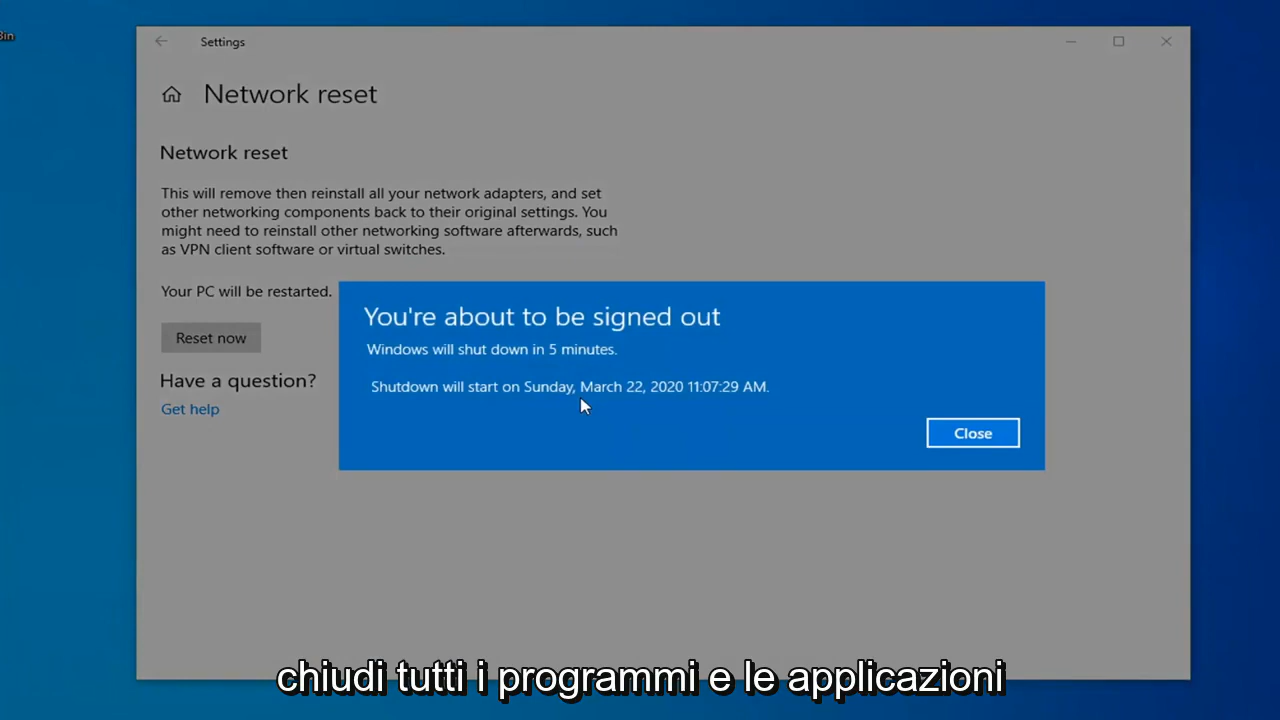 Bin
Settings
Network reset
Network reset
This will remove then reinstall all your network adapters, and set
other networking components back to their original settings. You
might need to reinstall other networking software afterwards, such
as VPN client software or virtual switches.
Your PC will be restarted.
Reset now
Have a question?
Get help
You're about to be signed out
Windows will shut down in 5 minutes.
Shutdown will start on Sunday, March 22, 2020 11:07:29 AM.
Close
chiudi tutti i programmi e le applicazioni